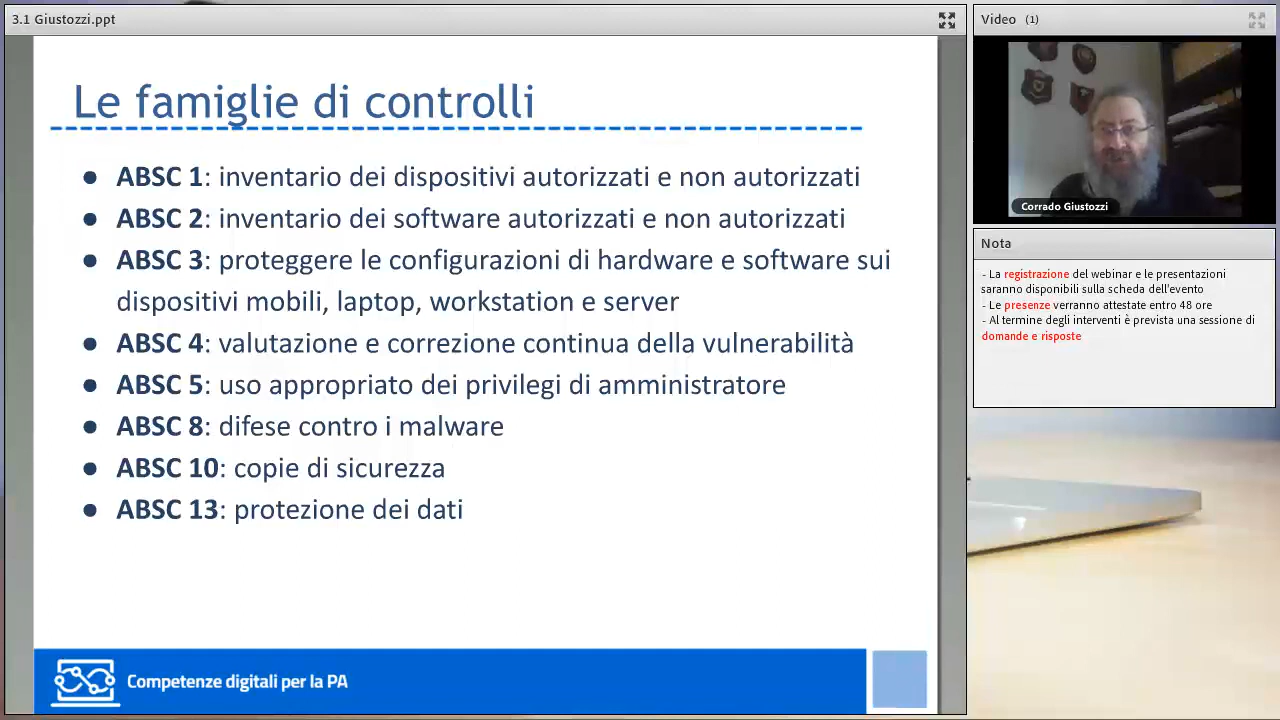 3.1 Giustozzi.ppt
Le famiglie di controlli
● ABSC 1: inventario dei dispositivi autorizzati e non autorizzati
● ABSC 2: inventario dei software autorizzati e non autorizzati
● ABSC 3: proteggere le configurazioni di hardware e software sui
dispositivi mobili, laptop, workstation e server
● ABSC 4: valutazione e correzione continua della vulnerabilità
● ABSC 5: uso appropriato dei privilegi di amministratore
● ABSC 8: difese contro i malware
● ABSC 10: copie di sicurezza
● ABSC 13: protezione dei dati
Competenze digitali per la PA
Video (1)
Corrado Giustozzi
Nota
- La registrazione del webinar e le presentazioni
saranno disponibili sulla scheda dell'evento
- Le presenze verranno attestate entro 48 ore
- Al termine degli interventi è prevista una sessione di
domande e risposte